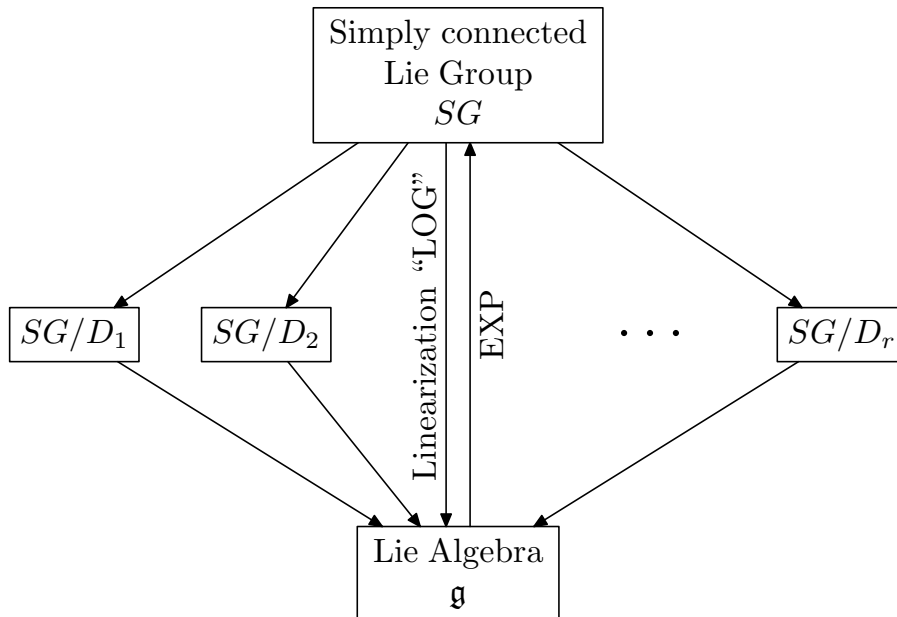 Simply connected
Lie Group
SG
Linearization “LOG”
EXP
SG/D₁
SG/D₂
· · ·
SG/Dᵣ
Lie Algebra
𝔤